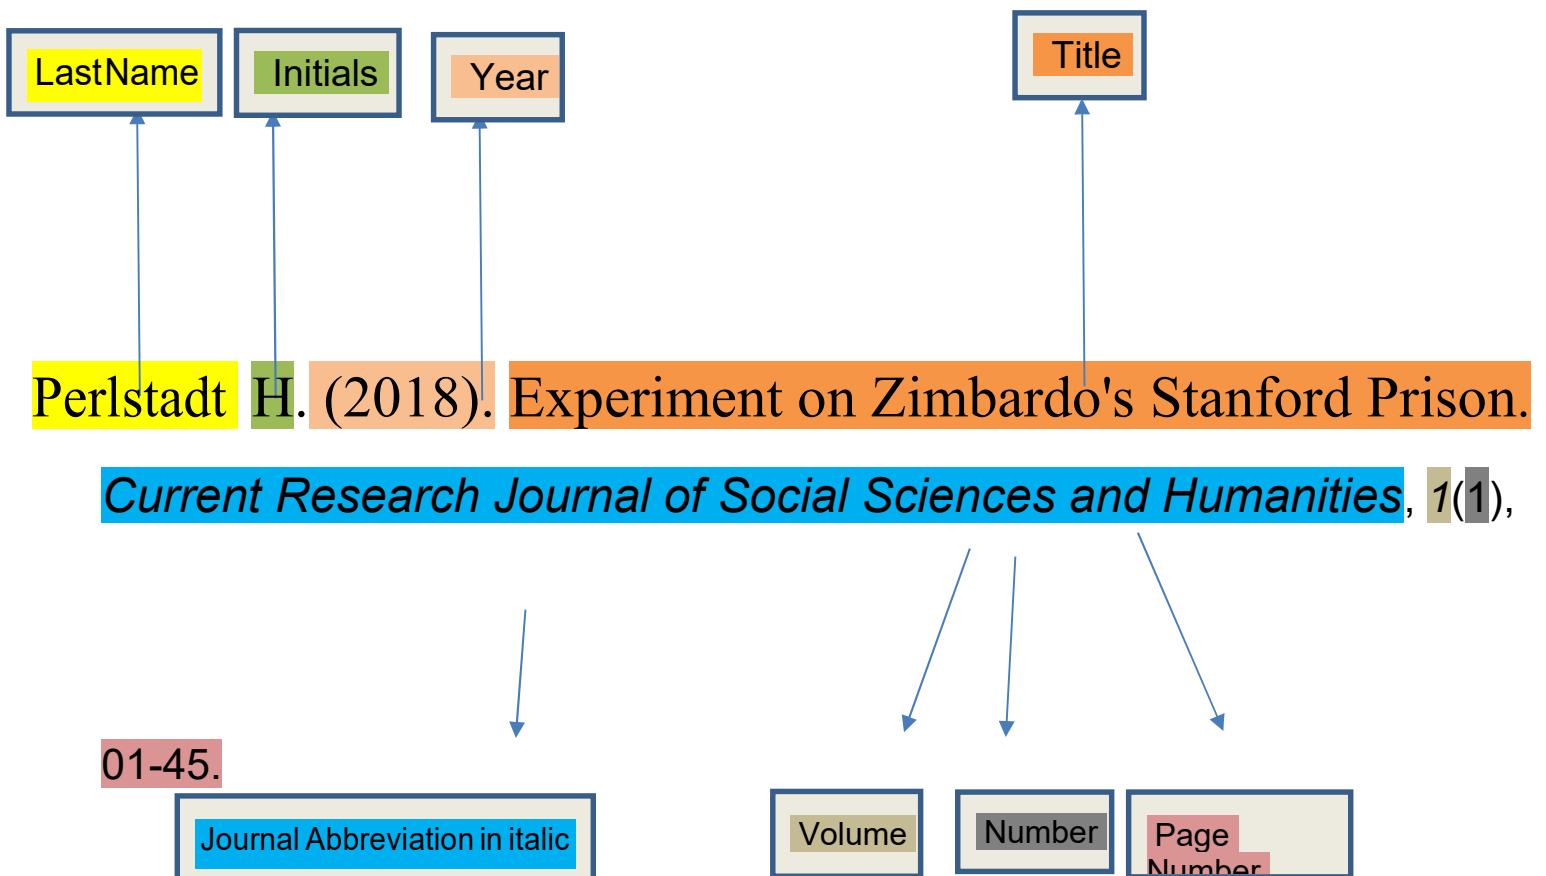 LastName Initials Year Title
Perlstadt H. (2018). Experiment on Zimbardo's Stanford Prison.
Current Research Journal of Social Sciences and Humanities, 1(1),
01-45.
Journal Abbreviation in italic Volume Number Page
Number